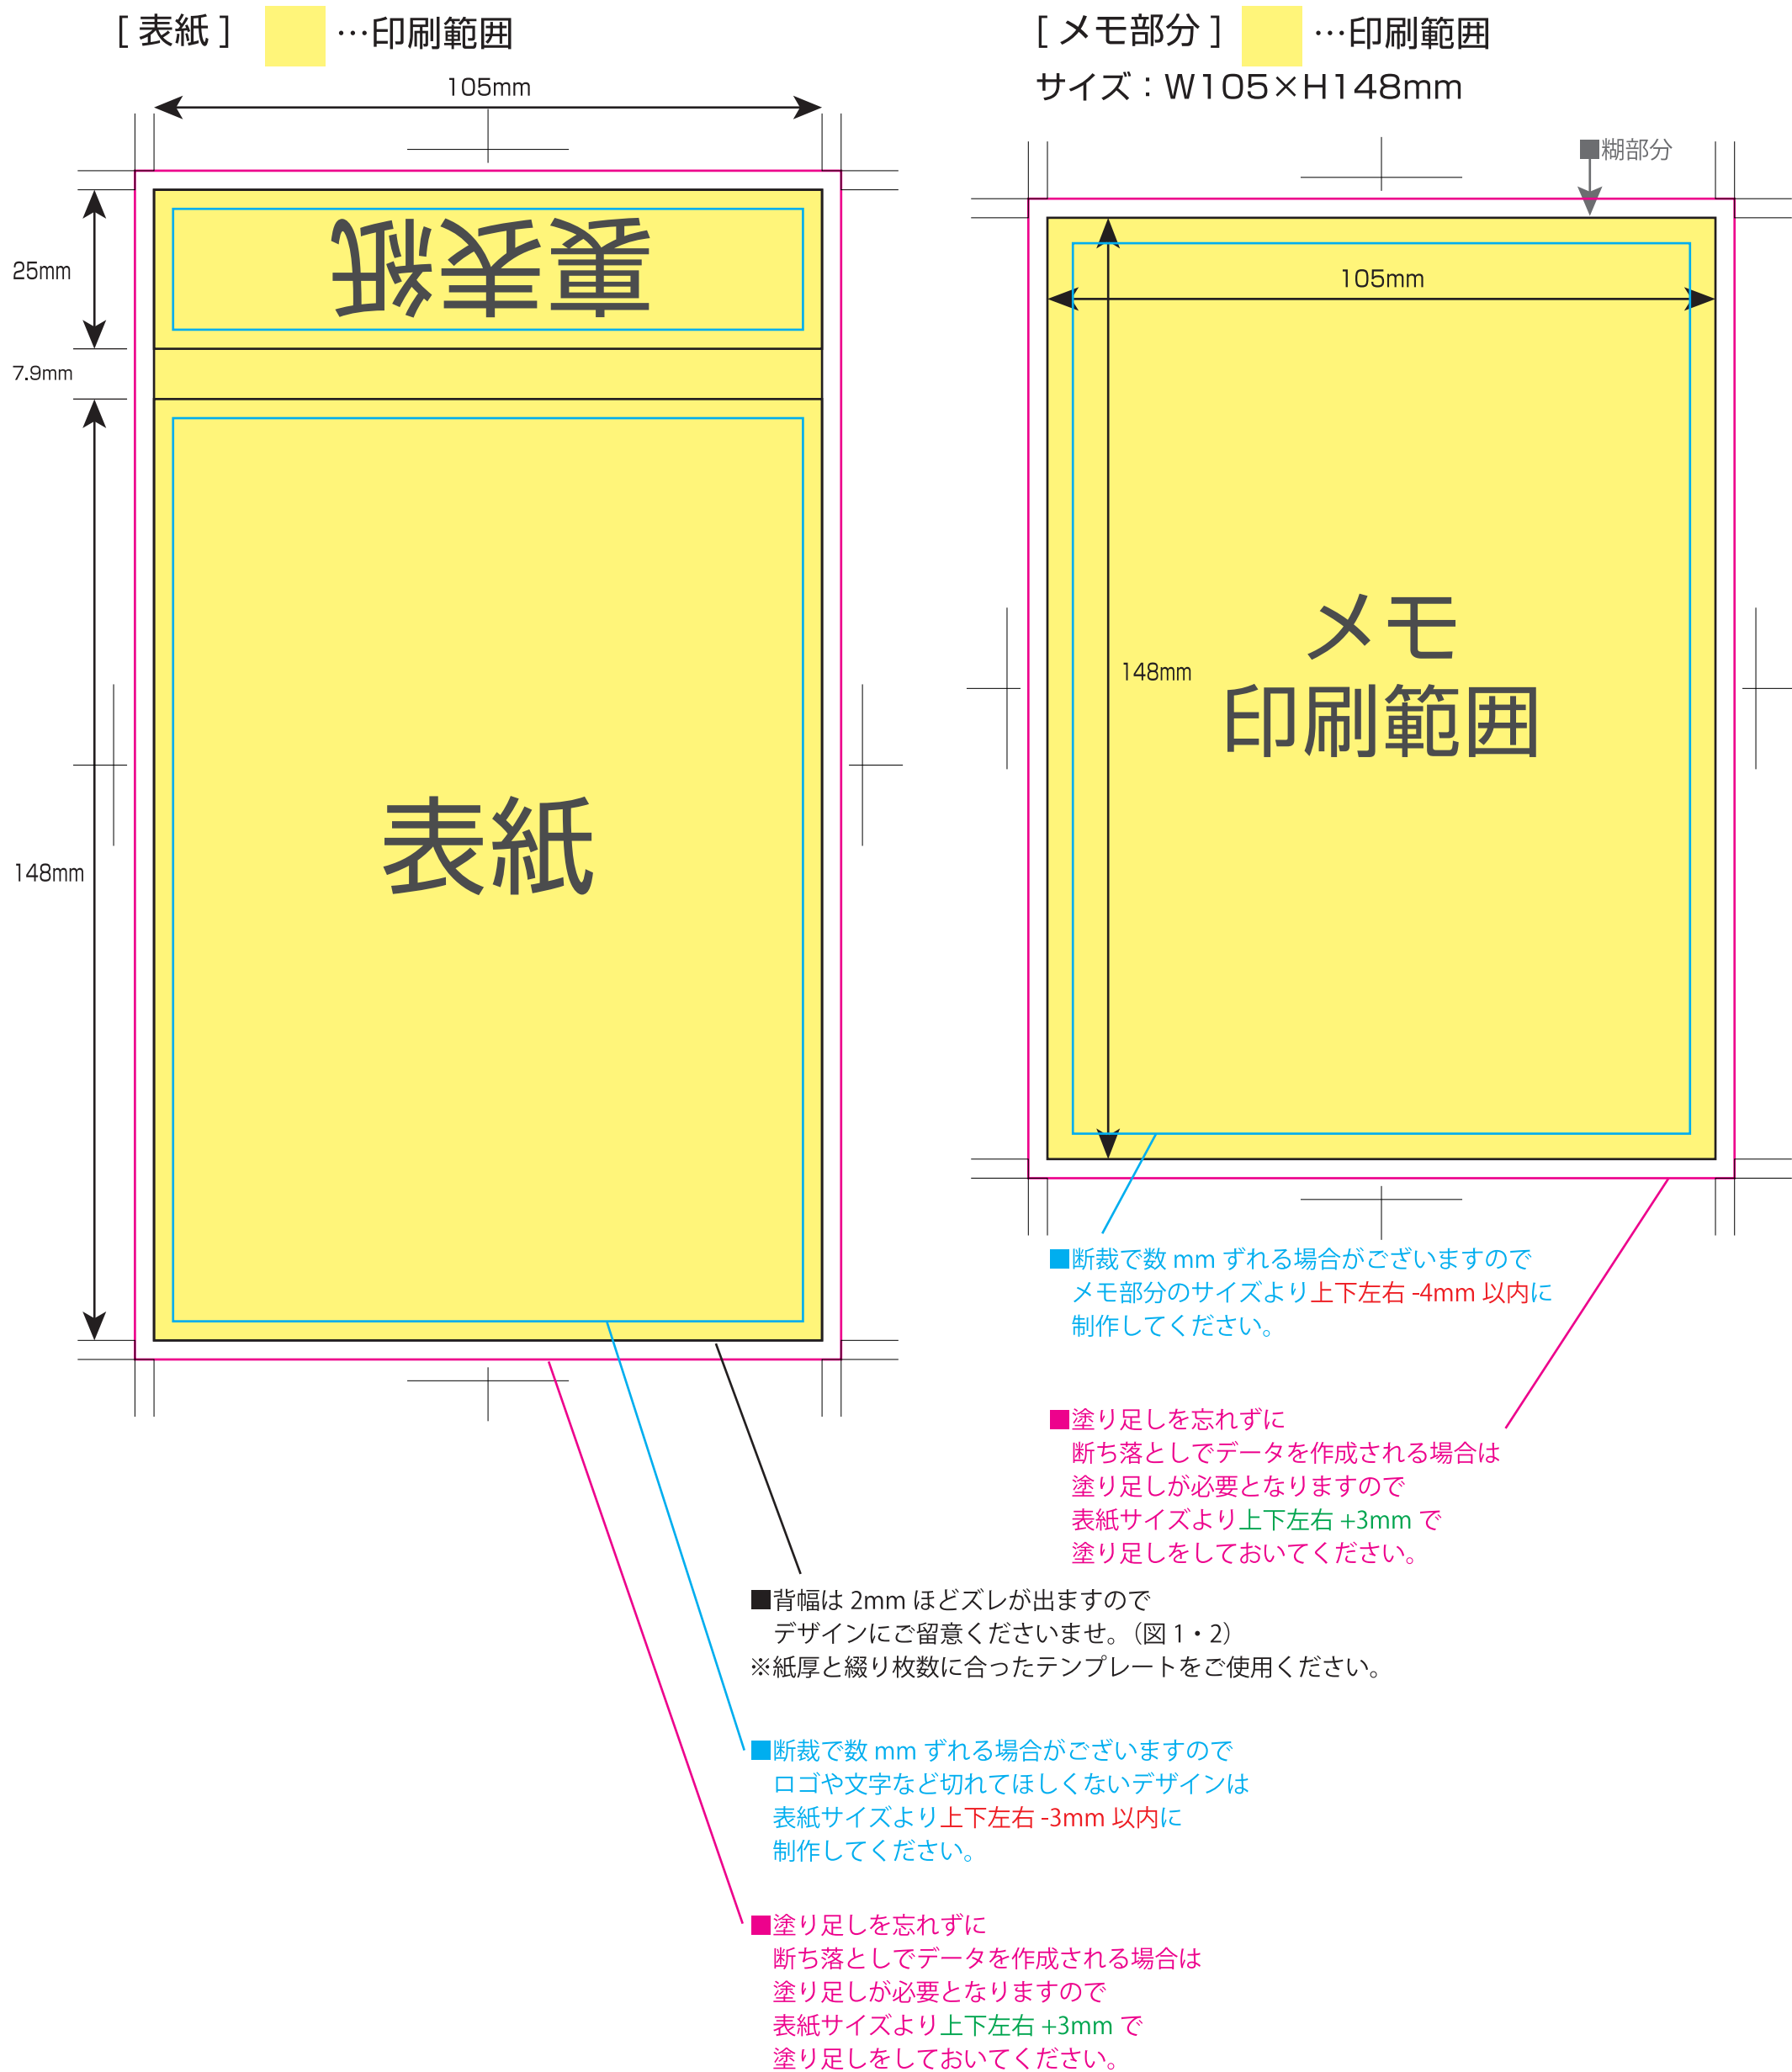 [ 表紙 ]
…印刷範囲
105mm
25mm
裏表紙
7.9mm
148mm
表紙
[ メモ部分 ]
…印刷範囲
サイズ：W105×H148mm
■糊部分
105mm
148mm
メモ
印刷範囲
■断裁で数 mm ずれる場合がございますので
メモ部分のサイズより上下左右 -4mm 以内に
制作してください。
■塗り足しを忘れずに
断ち落としでデータを作成される場合は
塗り足しが必要となりますので
表紙サイズより上下左右 +3mm で
塗り足しをしておいてください。
■背幅は 2mm ほどズレが出ますので
デザインにご留意くださいませ。（図 1・2）
※紙厚と綴り枚数に合ったテンプレートをご使用ください。
■断裁で数 mm ずれる場合がございますので
ロゴや文字など切れてほしくないデザインは
表紙サイズより上下左右 -3mm 以内に
制作してください。
■塗り足しを忘れずに
断ち落としでデータを作成される場合は
塗り足しが必要となりますので
表紙サイズより上下左右 +3mm で
塗り足しをしておいてください。